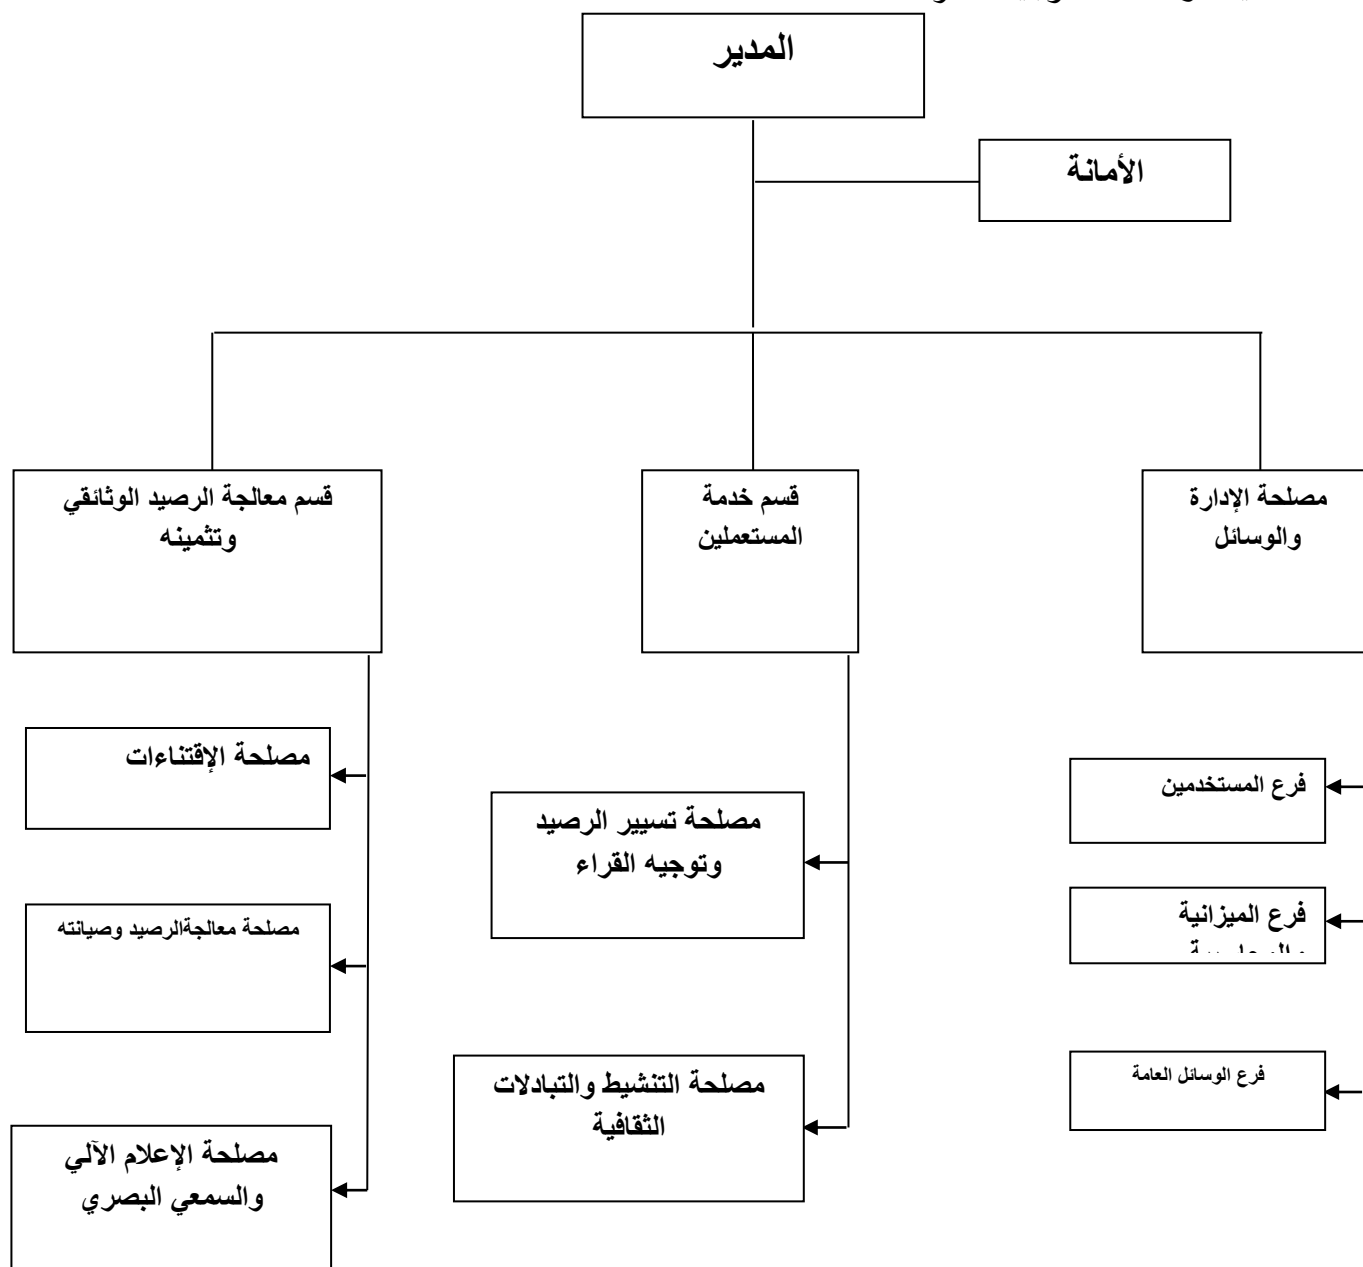 المدير
الأمانة
مصلحة الإدارة
والوسائل
قسم خدمة
المستعملين
قسم معالجة الرصيد الوثائقي
وتثمينه
فرع المستخدمين
فرع الميزانية
فرع الوسائل العامة
مصلحة تسيير الرصيد
وتوجيه القراء
مصلحة التنشيط والتبادلات
الثقافية
مصلحة الإقتناءات
مصلحة معالجةالرصيد وصيانته
مصلحة الإعلام الآلي
والسمعي البصري